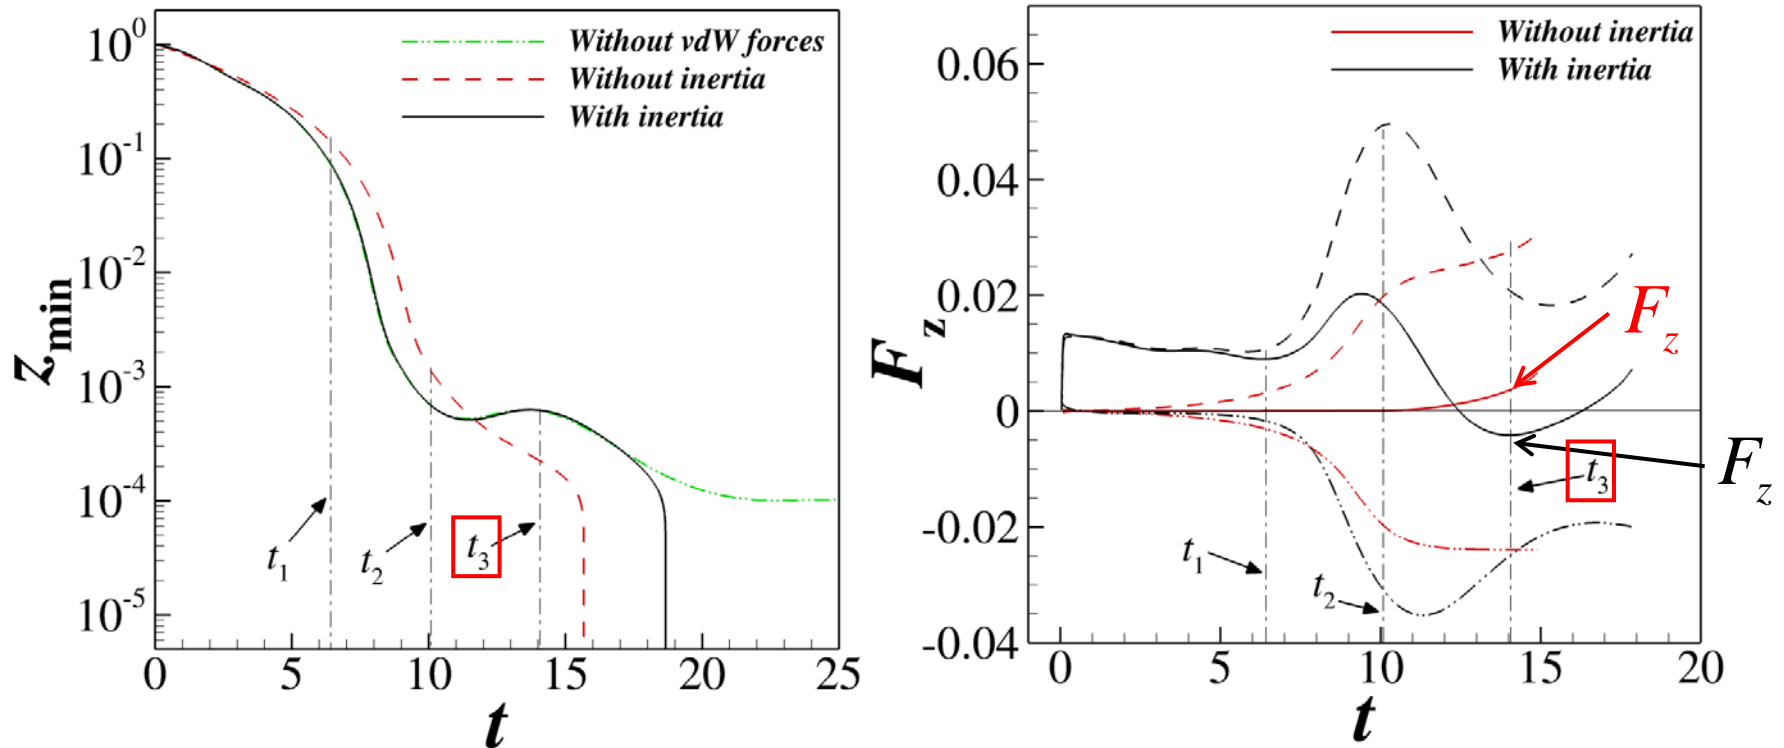 Without vdW forces
Without inertia
With inertia
10^0
10^-1
10^-2
10^-3
10^-4
10^-5
z_min
t_1
t_2
t_3
0 5 10 15 20 25
t
Without inertia
With inertia
0.06
0.04
0.02
0
-0.02
-0.04
F_z
F_z
F_z
t_1
t_2
t_3
0 5 10 15 20
t